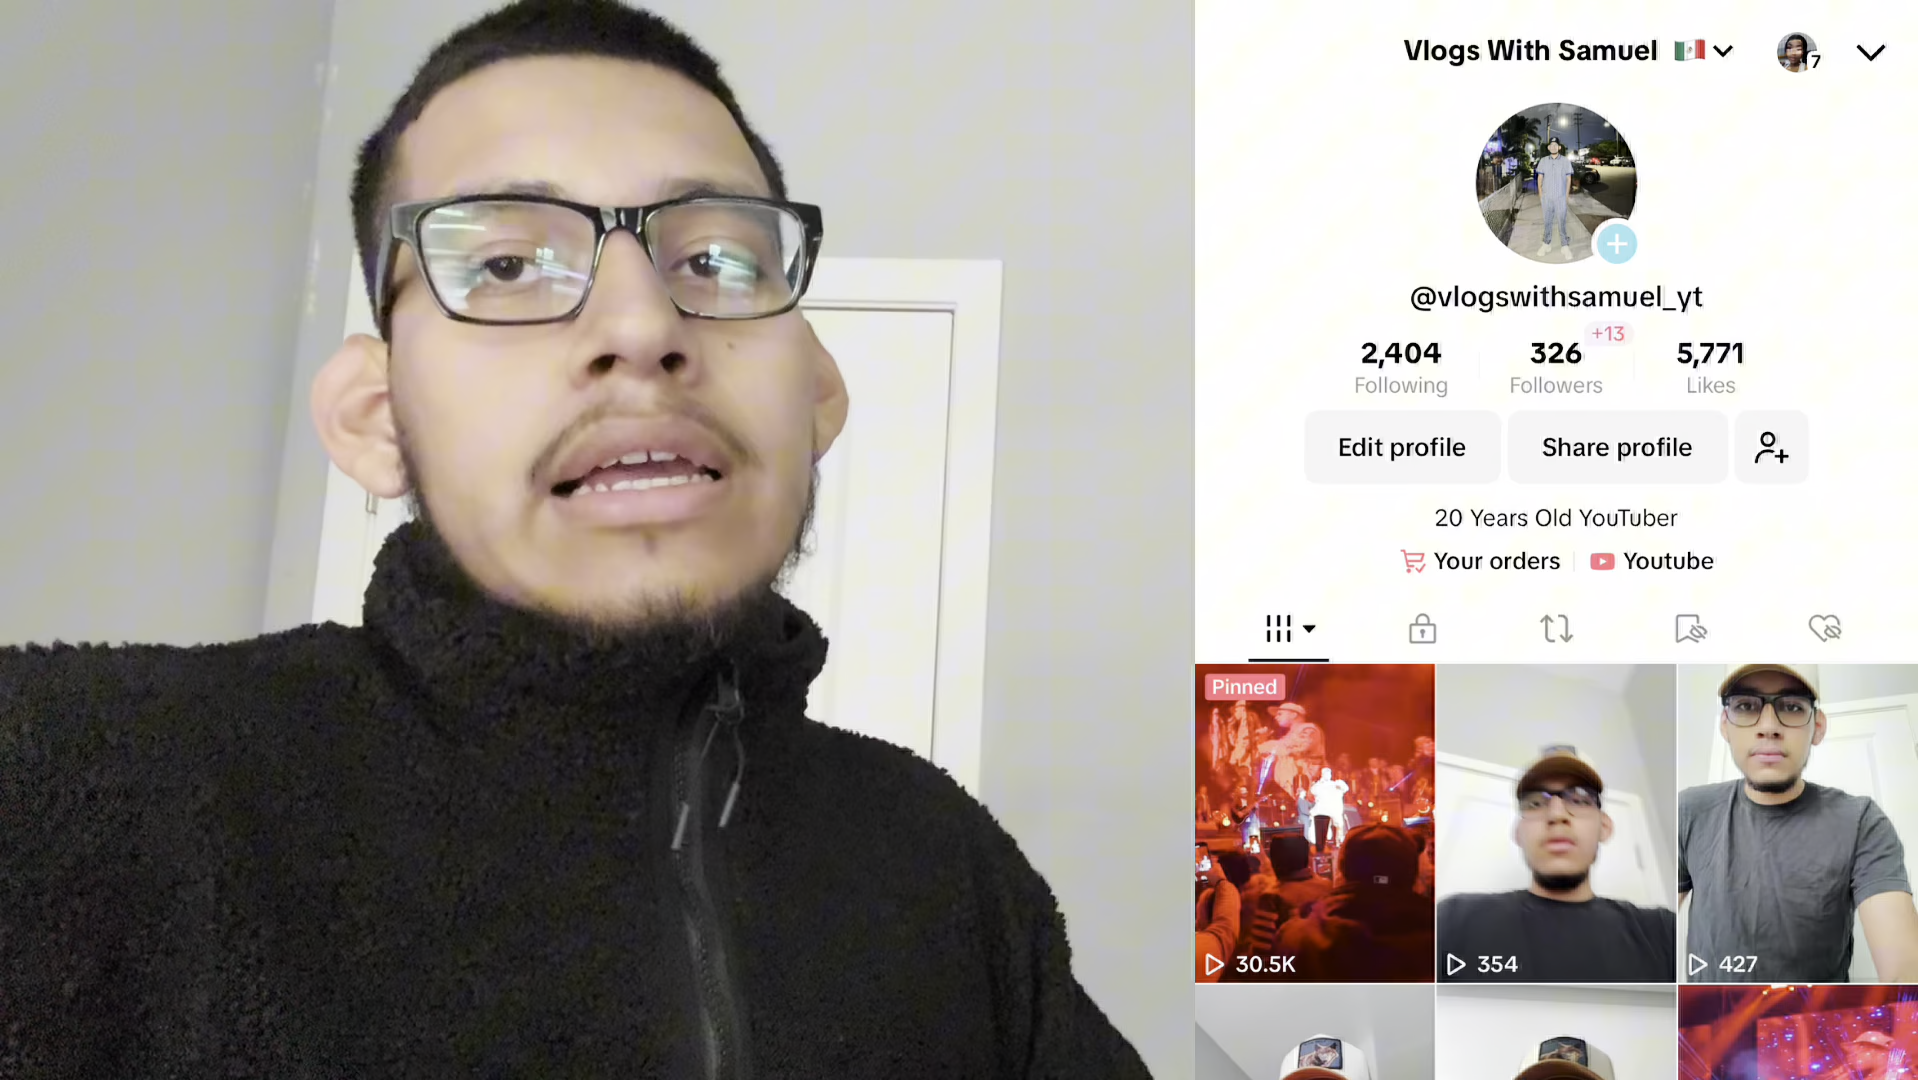 Vlogs With Samuel 🇲🇽
7
@vlogswithsamuel_yt
+13
2,404 326 5,771
Following Followers Likes
Edit profile Share profile
20 Years Old YouTuber
Your orders Youtube
Pinned
30.5K 354 427